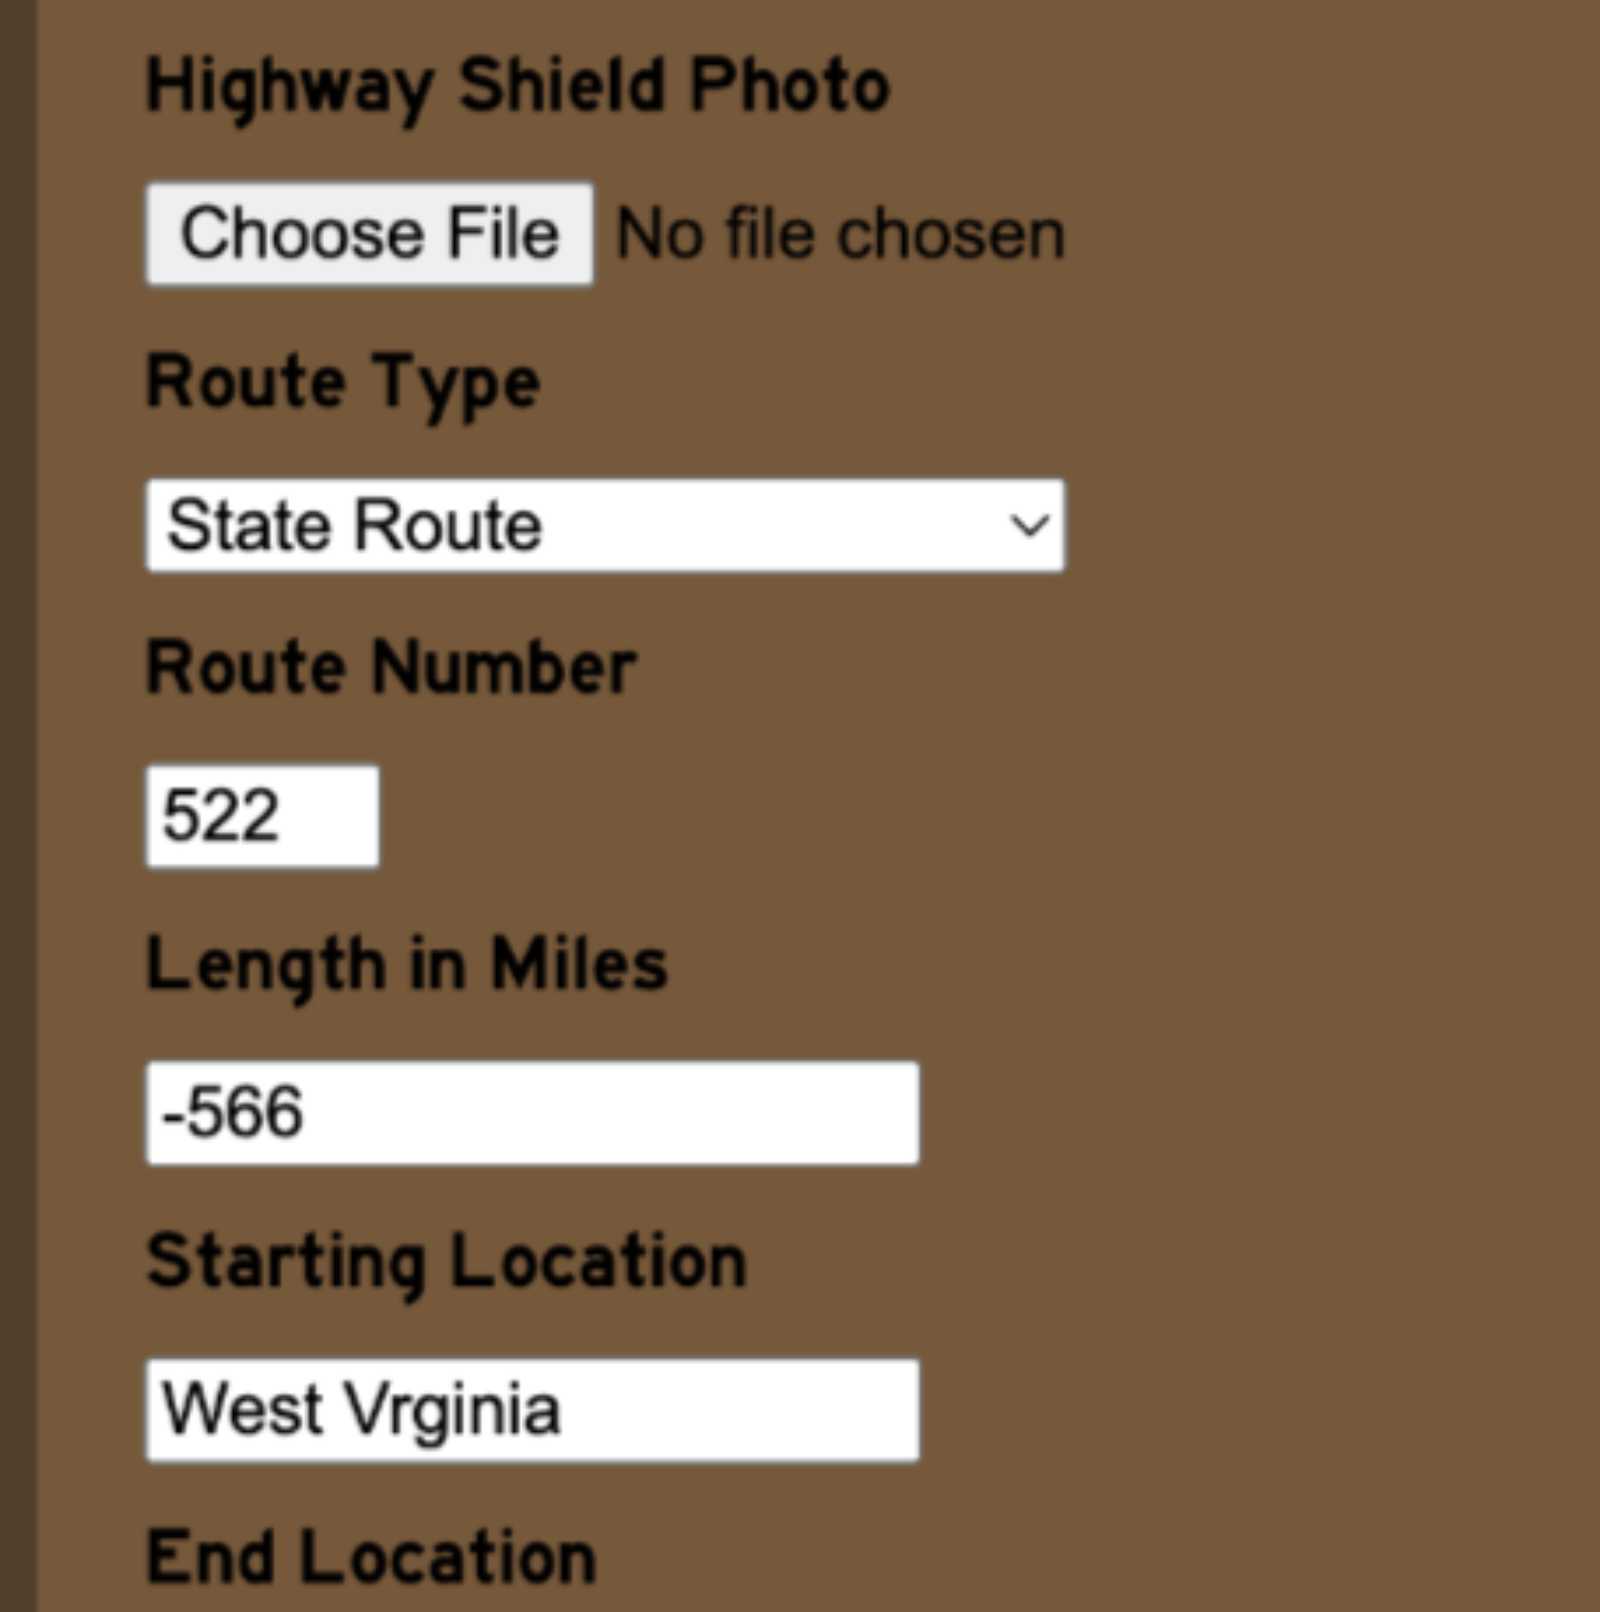 Highway Shield Photo
Choose File No file chosen
Route Type
State Route
Route Number
522
Length in Miles
-566
Starting Location
West Vrginia
End Location